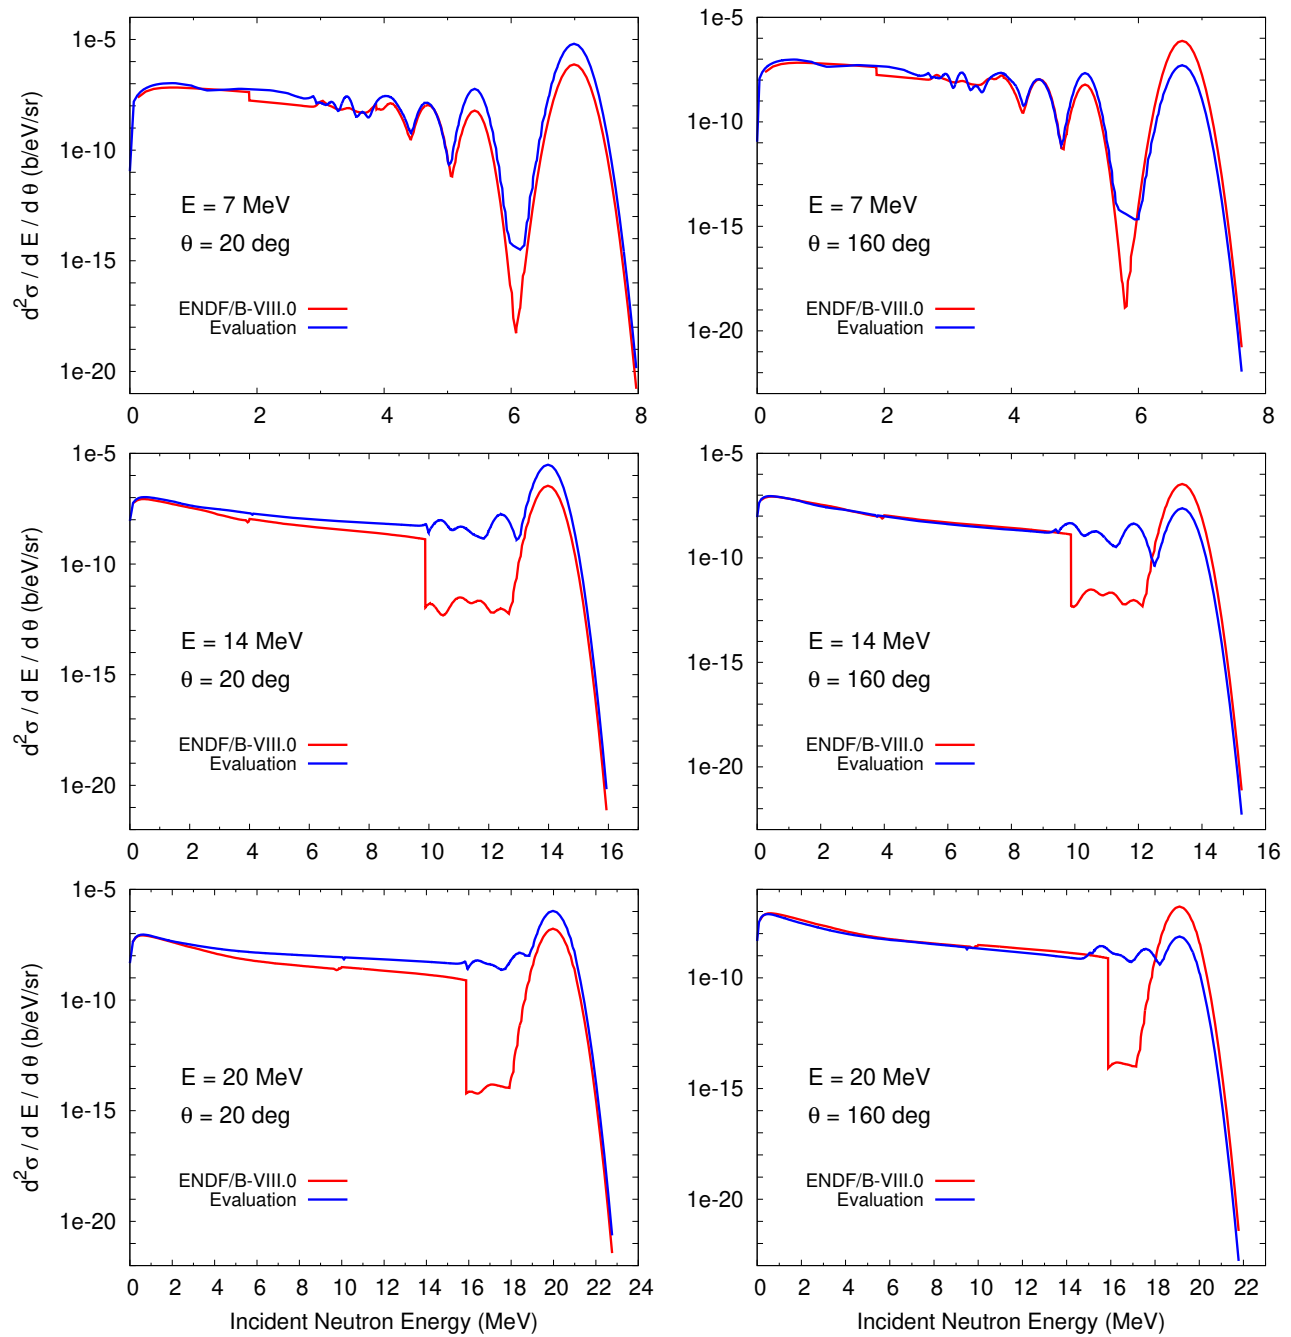 1e-5
1e-10
1e-15
1e-20
d²σ / d E / d θ (b/eV/sr)
E = 7 MeV
θ = 20 deg
ENDF/B-VIII.0
Evaluation
0 2 4 6 8
1e-5
1e-10
1e-15
1e-20
E = 7 MeV
θ = 160 deg
ENDF/B-VIII.0
Evaluation
0 2 4 6 8
1e-5
1e-10
1e-15
1e-20
d²σ / d E / d θ (b/eV/sr)
E = 14 MeV
θ = 20 deg
ENDF/B-VIII.0
Evaluation
0 2 4 6 8 10 12 14 16
1e-5
1e-10
1e-15
1e-20
E = 14 MeV
θ = 160 deg
ENDF/B-VIII.0
Evaluation
0 2 4 6 8 10 12 14 16
1e-5
1e-10
1e-15
1e-20
d²σ / d E / d θ (b/eV/sr)
E = 20 MeV
θ = 20 deg
ENDF/B-VIII.0
Evaluation
0 2 4 6 8 10 12 14 16 18 20 22 24
Incident Neutron Energy (MeV)
1e-5
1e-10
1e-14
1e-20
E = 20 MeV
θ = 160 deg
ENDF/B-VIII.0
Evaluation
0 2 4 6 8 10 12 14 16 18 20 22
Incident Neutron Energy (MeV)